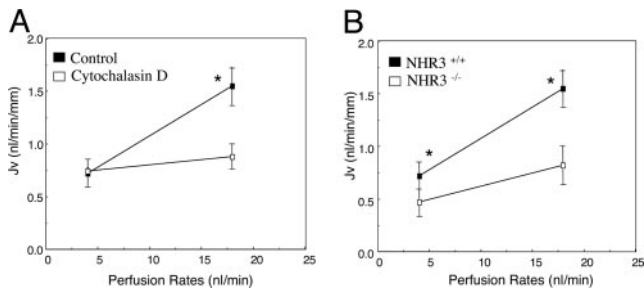 A
2.0
1.5
1.0
0.5
0.0
Jv (nl/min/mm)
■ Control
□ Cytochalasin D
*
0 5 10 15 20 25
Perfusion Rates (nl/min)
B
2.0
1.5
1.0
0.5
0.0
Jv (nl/min/mm)
■ NHR3 +/+
□ NHR3 -/-
*
*
0 5 10 15 20 25
Perfusion Rates (nl/min)